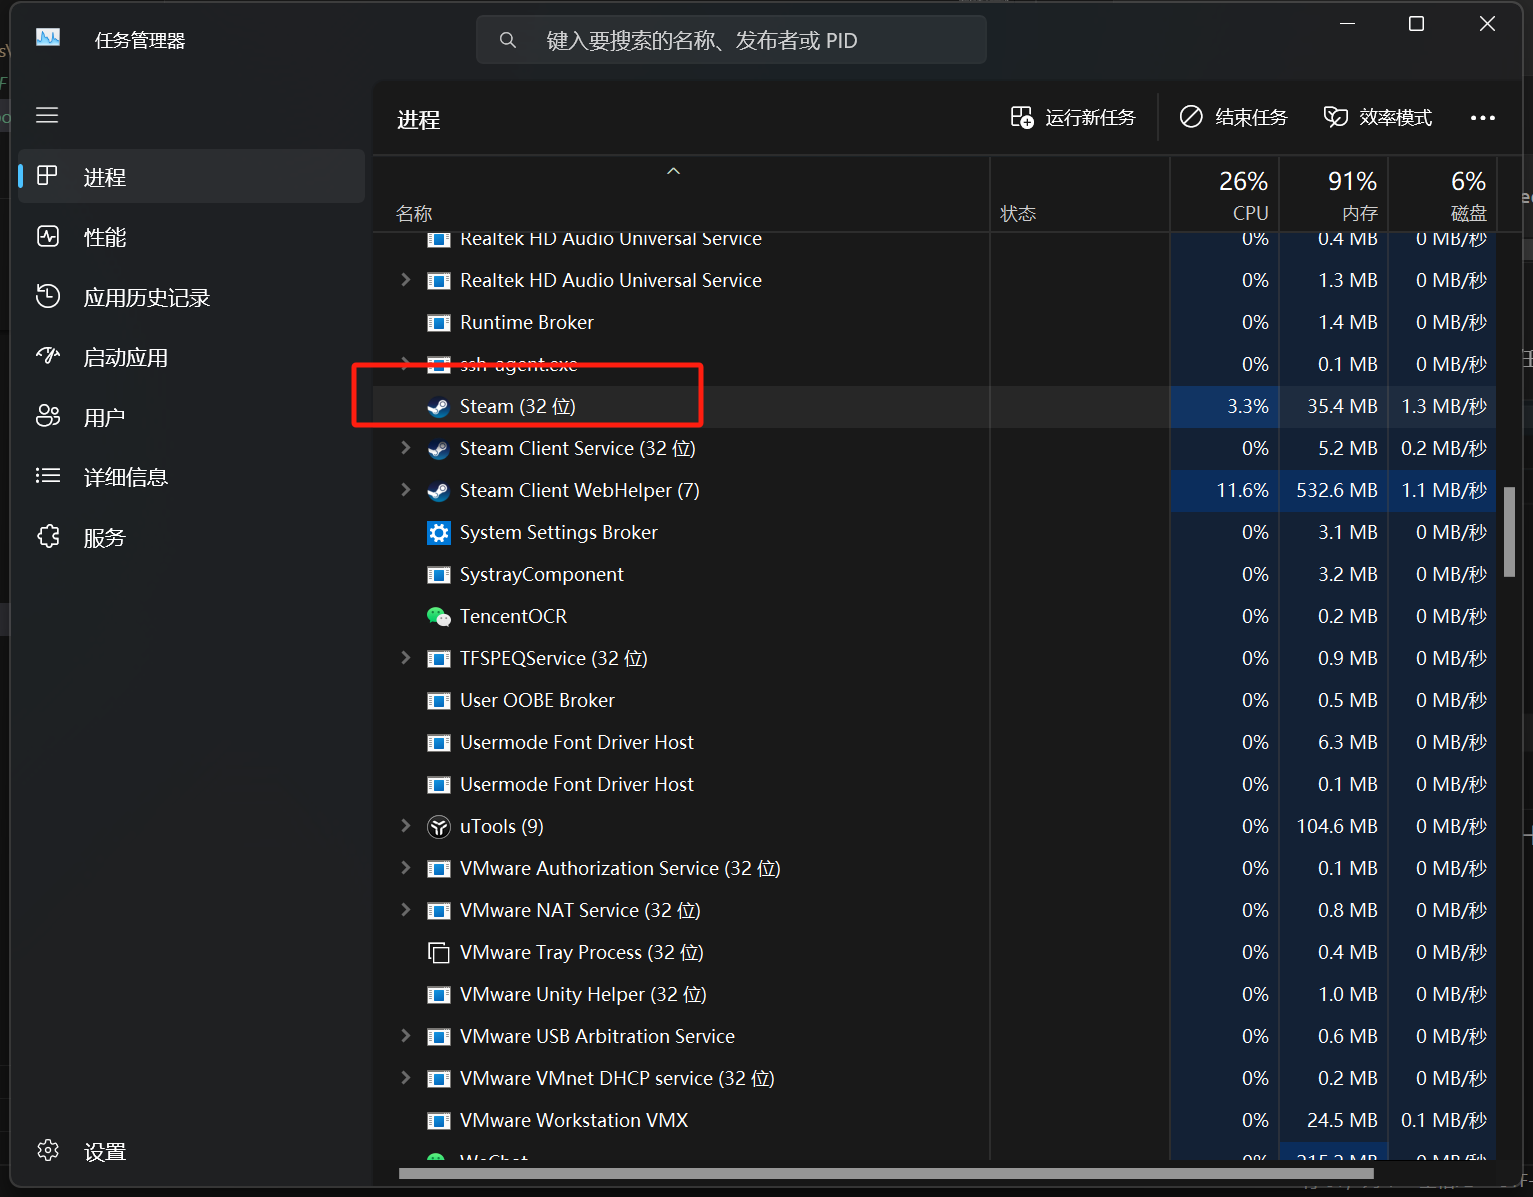 任务管理器
键入要搜索的名称、发布者或 PID
进程
运行新任务
结束任务
效率模式
进程
性能
应用历史记录
启动应用
用户
详细信息
服务
设置
26% 91% 6%
名称 状态 CPU 内存 磁盘
Realtek HD Audio Universal Service 0% 0.4 MB 0 MB/秒
Realtek HD Audio Universal Service 0% 1.3 MB 0 MB/秒
Runtime Broker 0% 1.4 MB 0 MB/秒
ssh-agent.exe 0% 0.1 MB 0 MB/秒
Steam (32 位) 3.3% 35.4 MB 1.3 MB/秒
Steam Client Service (32 位) 0% 5.2 MB 0.2 MB/秒
Steam Client WebHelper (7) 11.6% 532.6 MB 1.1 MB/秒
System Settings Broker 0% 3.1 MB 0 MB/秒
SystrayComponent 0% 3.2 MB 0 MB/秒
TencentOCR 0% 0.2 MB 0 MB/秒
TFSPEQService (32 位) 0% 0.9 MB 0 MB/秒
User OOBE Broker 0% 0.5 MB 0 MB/秒
Usermode Font Driver Host 0% 6.3 MB 0 MB/秒
Usermode Font Driver Host 0% 0.1 MB 0 MB/秒
uTools (9) 0% 104.6 MB 0 MB/秒
VMware Authorization Service (32 位) 0% 0.1 MB 0 MB/秒
VMware NAT Service (32 位) 0% 0.8 MB 0 MB/秒
VMware Tray Process (32 位) 0% 0.4 MB 0 MB/秒
VMware Unity Helper (32 位) 0% 1.0 MB 0 MB/秒
VMware USB Arbitration Service 0% 0.6 MB 0 MB/秒
VMware VMnet DHCP service (32 位) 0% 0.2 MB 0 MB/秒
VMware Workstation VMX 0% 24.5 MB 0.1 MB/秒
WeChat 0%